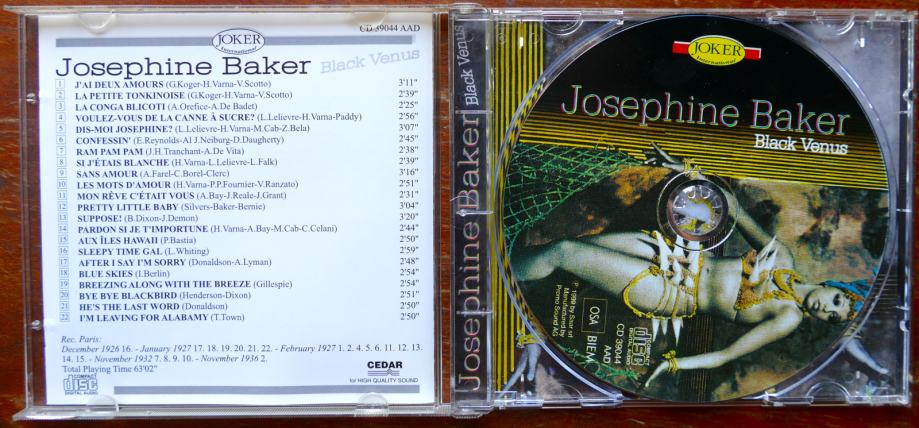 CD 39044 AAD
JOKER
International
Josephine Baker Black Venus
1 J'AI DEUX AMOURS (G.Koger-H.Varna-V.Scotto) 3'11"
2 LA PETITE TONKINOISE (G.Koger-H.Varna-V.Scotto) 2'39"
3 LA CONGA BLICOTI (A.Orefice-A.De Badet) 2'25"
4 VOULEZ-VOUS DE LA CANNE À SUCRE? (L.Lelievre-H.Varna-Paddy) 2'56"
5 DIS-MOI JOSEPHINE? (L.Lelievre-H.Varna-M.Cab-Z.Bela) 3'07"
6 CONFESSIN' (E.Reynolds-Al J.Neiburg-D.Daugherty) 2'45"
7 RAM PAM PAM (J.H.Tranchant-A.De Vita) 2'38"
8 SI J'ÉTAIS BLANCHE (H.Varna-L.Lelievre-L.Falk) 2'39"
9 SANS AMOUR (A.Farel-C.Borel-Clerc) 3'16"
10 LES MOTS D'AMOUR (H.Varna-P.P.Fournier-V.Ranzato) 2'51"
11 MON RÊVE C'ÉTAIT VOUS (A.Bay-J.Reale-J.Grant) 2'31"
12 PRETTY LITTLE BABY (Silvers-Baker-Bernie) 3'04"
13 SUPPOSE! (B.Dixon-J.Demon) 3'20"
14 PARDON SI JE T'IMPORTUNE (H.Varna-A.Bay-M.Cab-C.Celani) 2'44"
15 AUX ÎLES HAWAII (P.Bastia) 2'50"
16 SLEEPY TIME GAL (L.Whiting) 2'59"
17 AFTER I SAY I'M SORRY (Donaldson-A.Lyman) 2'48"
18 BLUE SKIES (I.Berlin) 2'54"
19 BREEZING ALONG WITH THE BREEZE (Gillespie) 2'54"
20 BYE BYE BLACKBIRD (Henderson-Dixon) 2'51"
21 HE'S THE LAST WORD (Donaldson) 2'50"
22 I'M LEAVING FOR ALABAMY (T.Town) 2'50"
Rec. Paris:
December 1926 16. - January 1927 17. 18. 19. 20. 21. 22. - February 1927 1. 2. 4. 5. 6. 11. 12. 13.
14. 15. - November 1932 7. 8. 9. 10. - November 1936 2.
Total Playing Time 63'02"
COMPACT
disc
DIGITAL AUDIO
CEDAR
for HIGH QUALITY SOUND
Josephine Baker Black Venus
JOKER
International
Josephine Baker
Black Venus
P 1999 by Saar srl
Manufactured by
Promo Sound AG
OSA
BIEM
COMPACT
disc
DIGITAL AUDIO
CD 39044
AAD